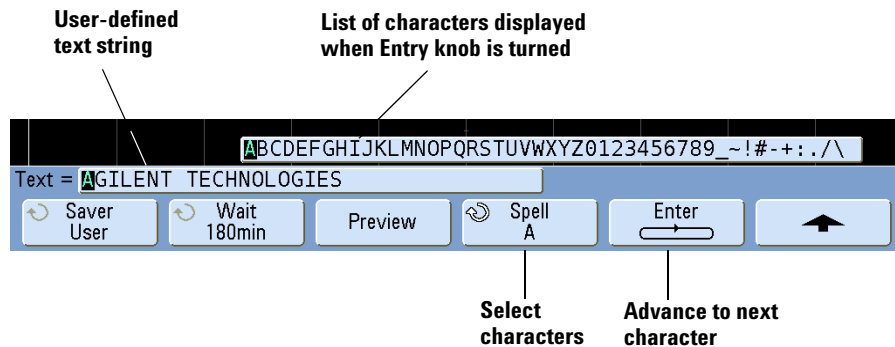 User-defined
text string
List of characters displayed
when Entry knob is turned
ABCDEFGHIJKLMNOPQRSTUVWXYZ0123456789_~!#-+:./\
Text = AGILENT TECHNOLOGIES
Saver
User
Wait
180min
Preview
Spell
A
Enter
Select
characters
Advance to next
character